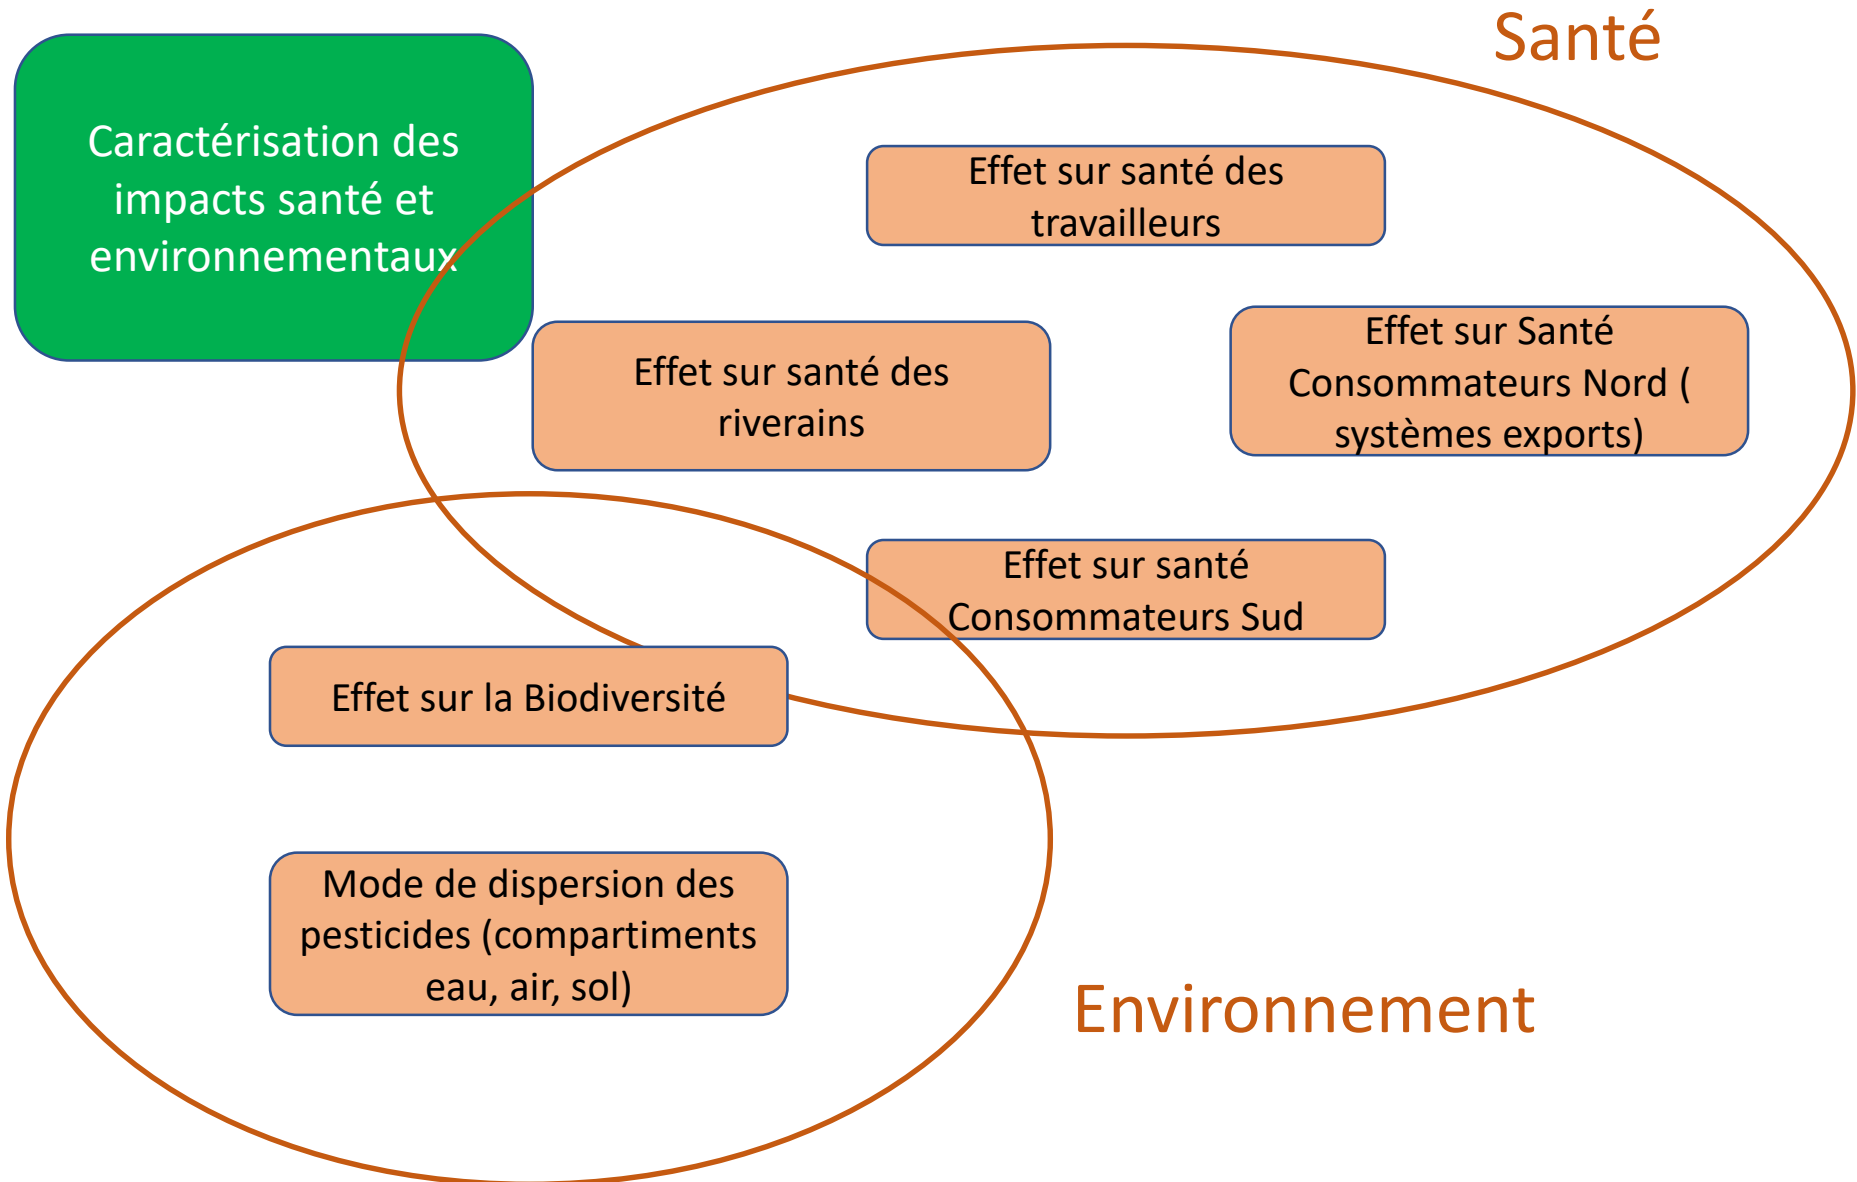 Santé
Caractérisation des
impacts santé et
environnementaux
Effet sur santé des
travailleurs
Effet sur santé des
riverains
Effet sur Santé
Consommateurs Nord (
systèmes exports)
Effet sur santé
Consommateurs Sud
Effet sur la Biodiversité
Mode de dispersion des
pesticides (compartiments
eau, air, sol)
Environnement